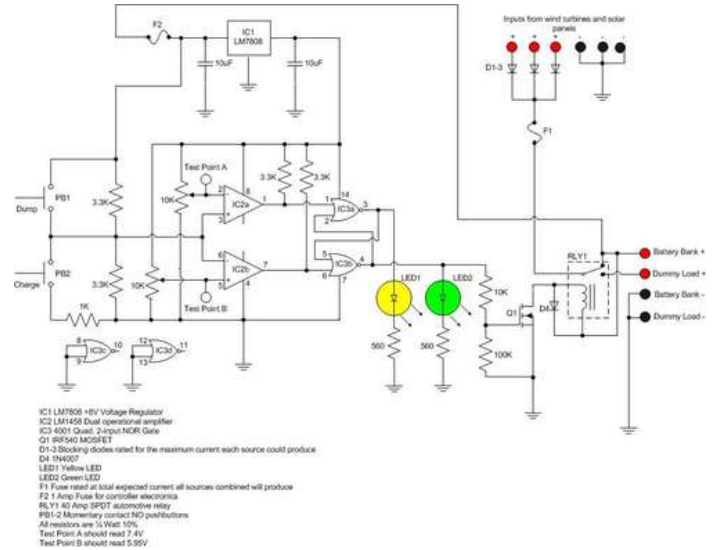 F2
IC1
LM7808
Inputs from wind turbines and solar
panels
+ + + - - -
10uF
10uF
D1-3
F1
Test Point A
3.3K
3.3K
14
PB1
Dump
3.3K
10K
2
-
8
IC2a
1
+
3
1
IC3a
3
2
PB2
Charge
3.3K
10K
6
-
IC2b
7
+
5
4
5
IC3b
4
6
7
RLY1
Battery Bank +
Dummy Load +
Battery Bank -
Dummy Load -
LED1
LED2
10K
Q1
D4
1K
Test Point B
560
560
100K
8
IC3c
10
9
12
IC3d
11
13
IC1 LM7808 +8V Voltage Regulator
IC2 LM1458 Dual operational amplifier
IC3 4001 Quad. 2-input NOR Gate
Q1 IRF540 MOSFET
D1-3 Blocking diodes rated for the maximum current each source could produce
D4 1N4007
LED1 Yellow LED
LED2 Green LED
F1 Fuse rated at total expected current all sources combined will produce
F2 1 Amp Fuse for controller electronics
RLY1 40 Amp SPDT automotive relay
PB1-2 Momentary contact NO pushbuttons
All resistors are ¼ Watt 10%
Test Point A should read 7.4V
Test Point B should read 5.95V